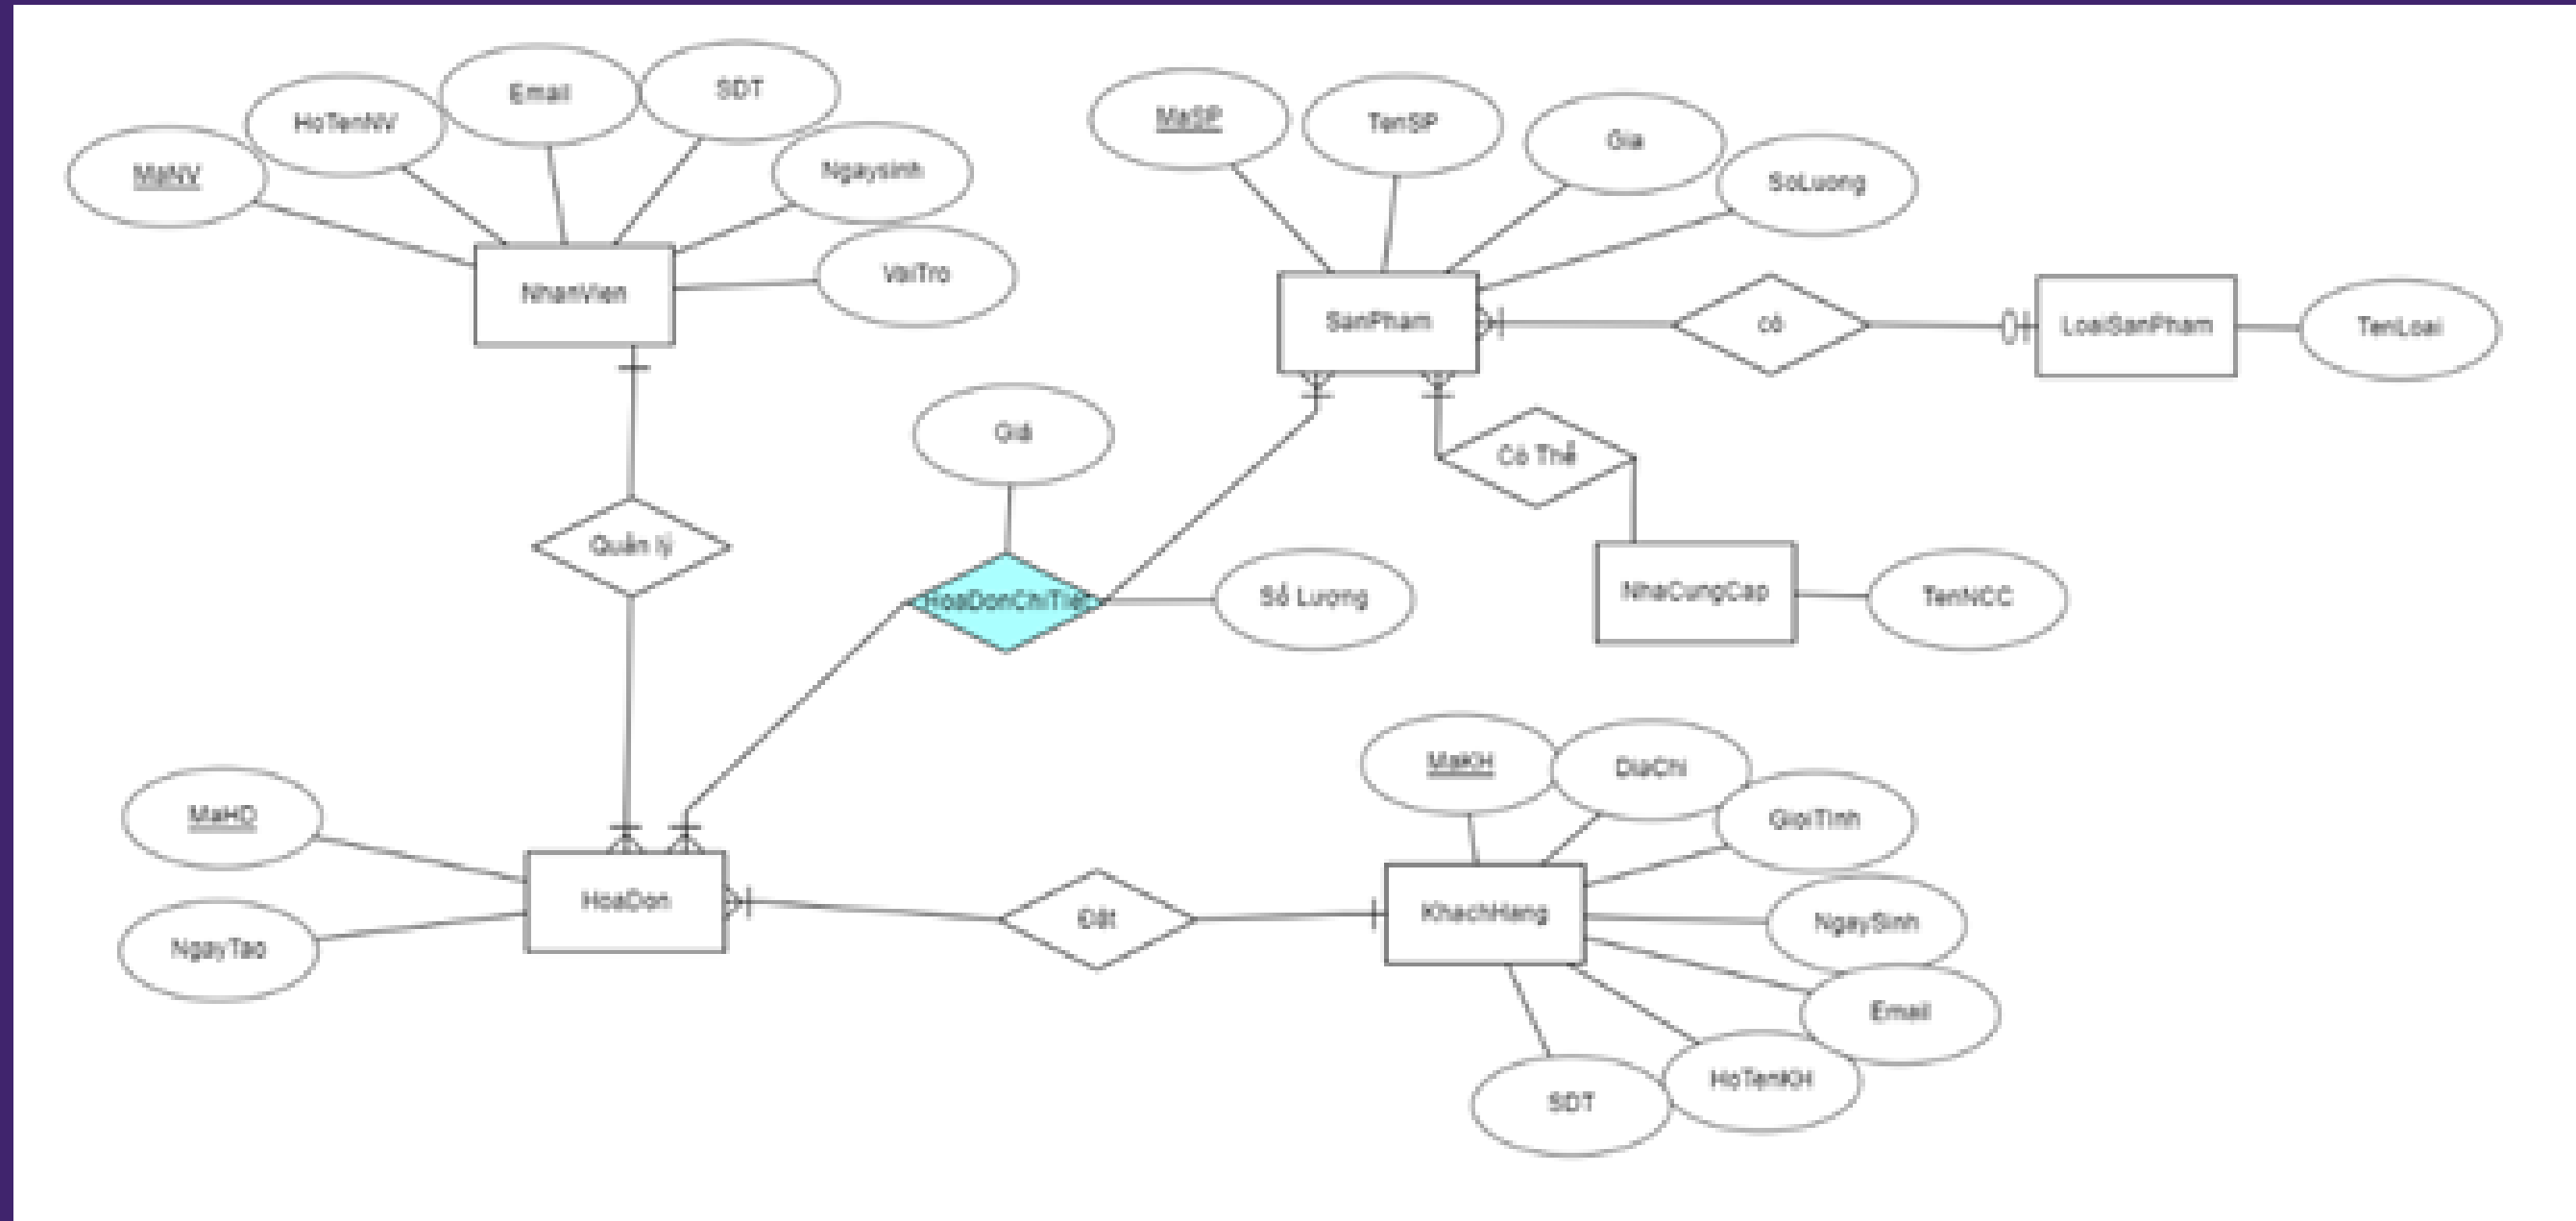 Email
SDT
HoTenNV
MaNV
Ngaysinh
VaiTro
NhanVien
MaSP
TenSP
Gia
SoLuong
SanPham
có
LoaiSanPham
TenLoai
Giá
Có Thể
Quản lý
HoaDonChiTie
Số Lượng
NhaCungCap
TenNCC
MaHD
NgayTao
HoaDon
Đặt
KhachHang
MaKH
DiaChi
GioiTinh
NgaySinh
Email
HoTenKH
SDT